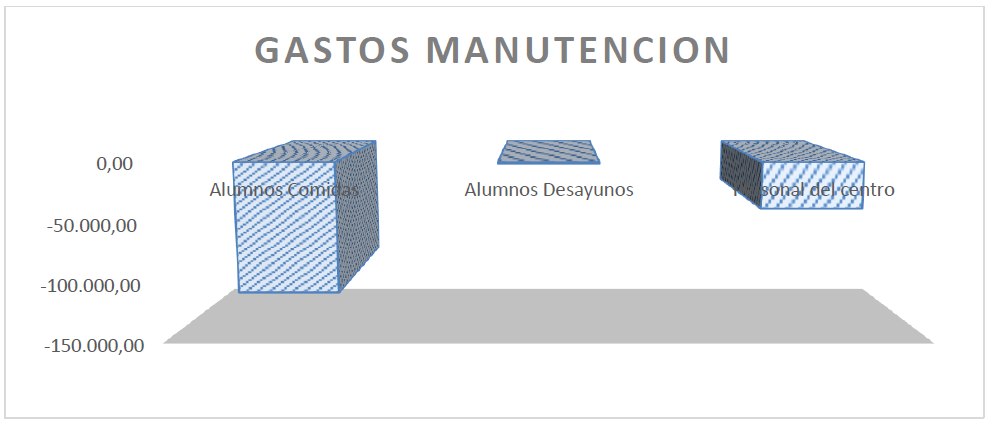 GASTOS MANUTENCION
0,00
Alumnos Comidas
Alumnos Desayunos
Personal del centro
-50.000,00
-100.000,00
-150.000,00